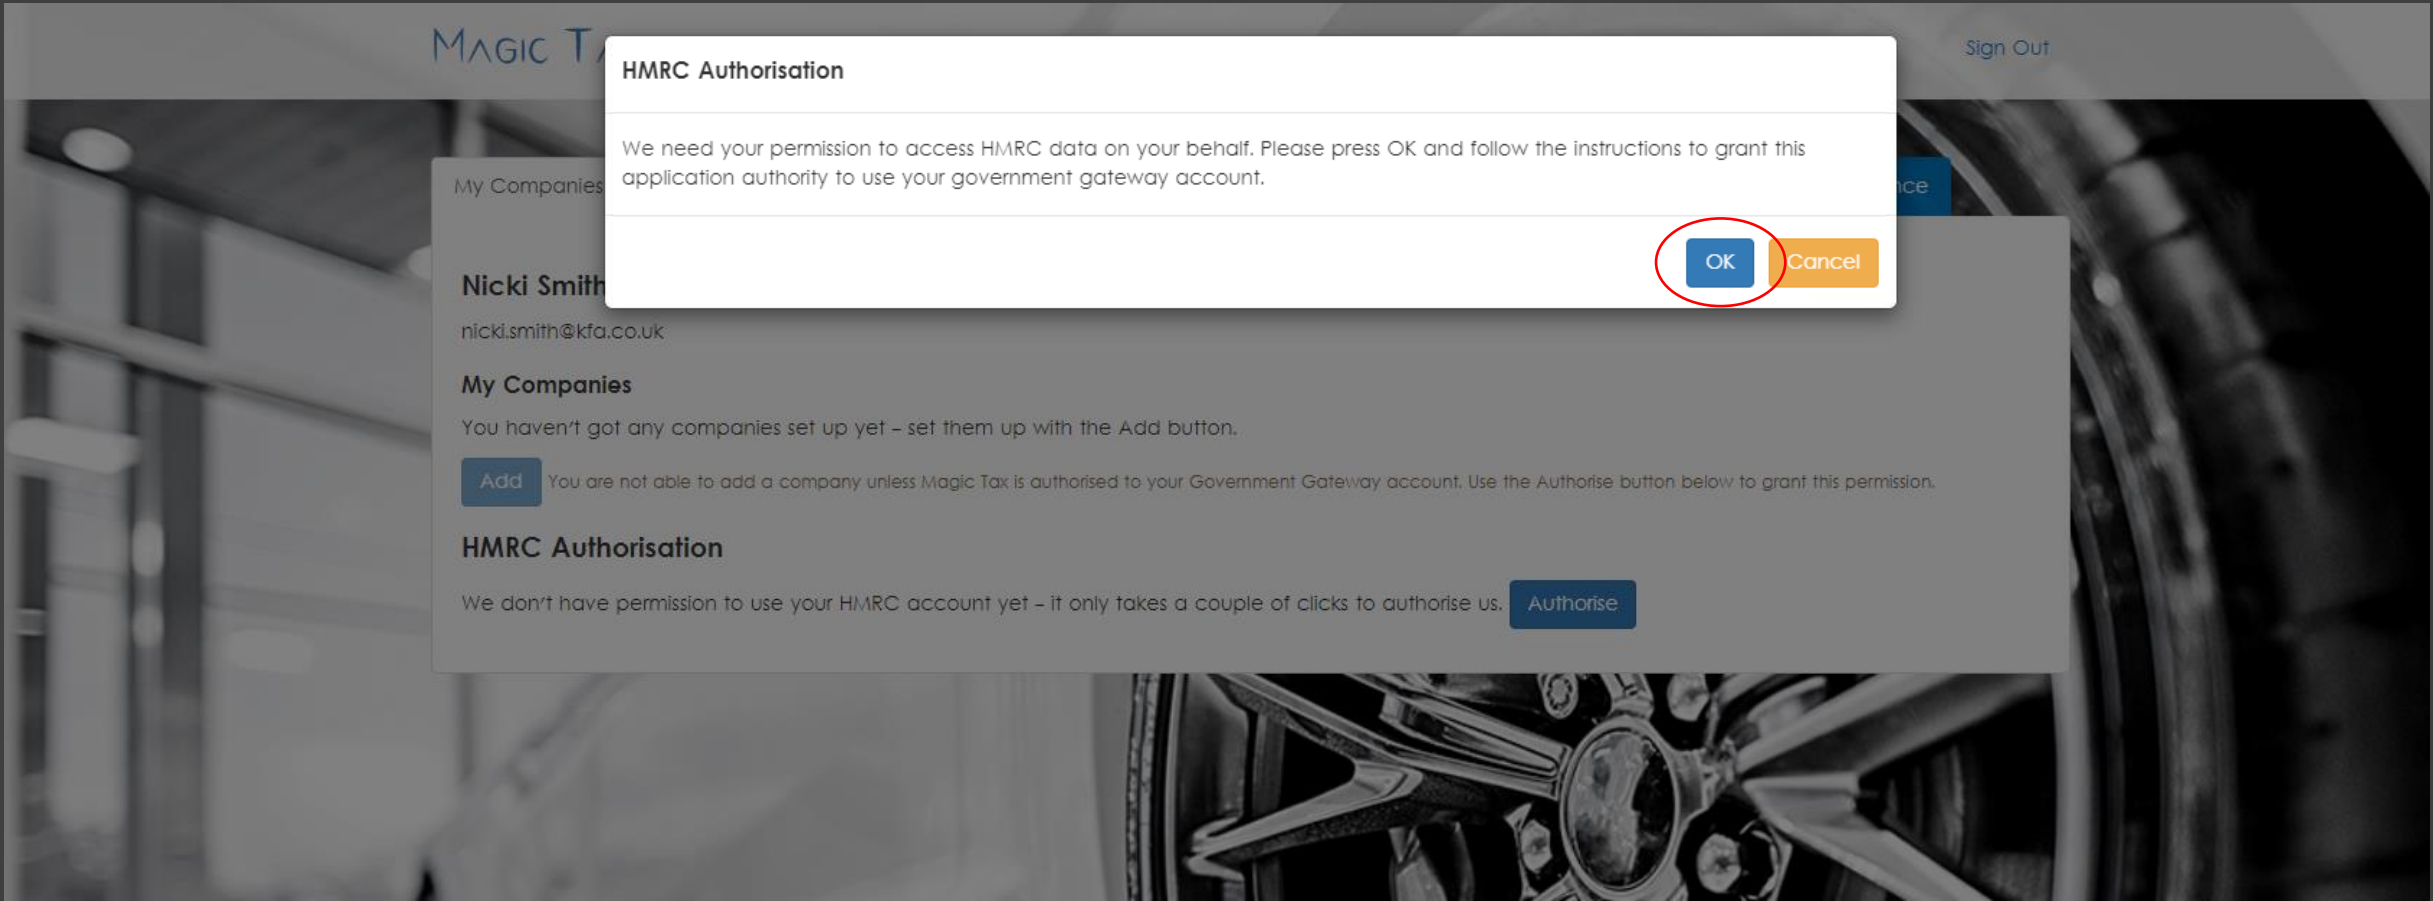 MAGIC TA
Sign Out
HMRC Authorisation
We need your permission to access HMRC data on your behalf. Please press OK and follow the instructions to grant this
application authority to use your government gateway account.
OK Cancel
My Companies
Nicki Smith
nicki.smith@kfa.co.uk
My Companies
You haven't got any companies set up yet – set them up with the Add button.
Add You are not able to add a company unless Magic Tax is authorised to your Government Gateway account. Use the Authorise button below to grant this permission.
HMRC Authorisation
We don't have permission to use your HMRC account yet – it only takes a couple of clicks to authorise us. Authorise